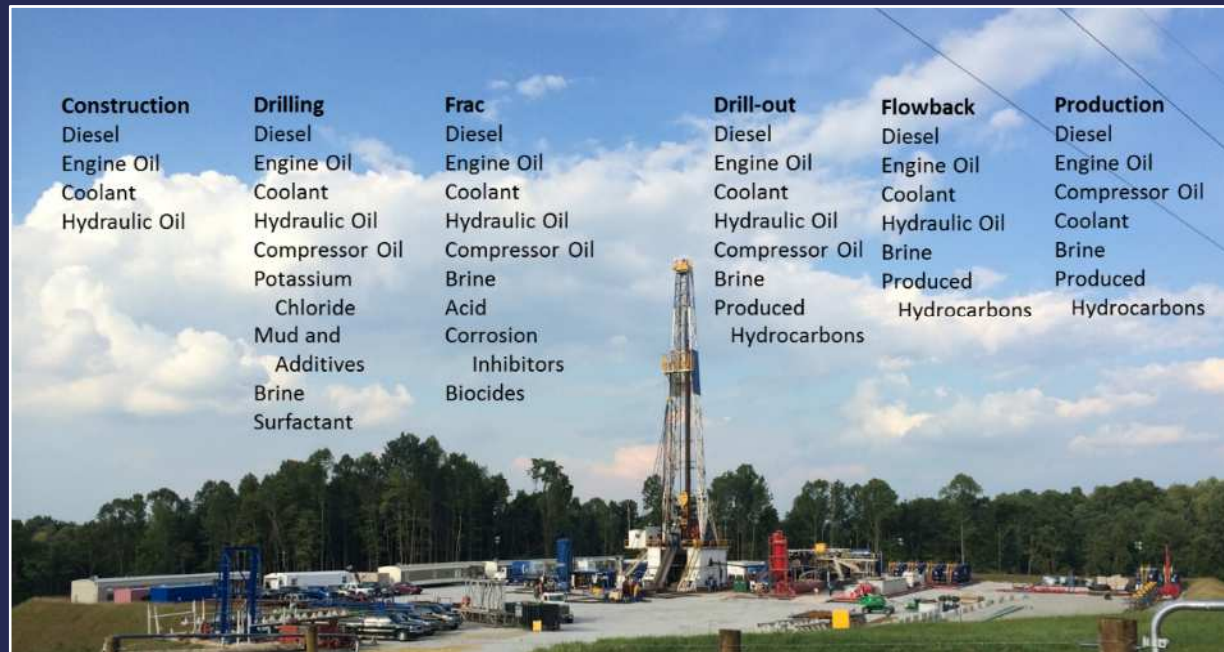 Construction
Diesel
Engine Oil
Coolant
Hydraulic Oil
Drilling
Diesel
Engine Oil
Coolant
Hydraulic Oil
Compressor Oil
Potassium
Chloride
Mud and
Additives
Brine
Surfactant
Frac
Diesel
Engine Oil
Coolant
Hydraulic Oil
Compressor Oil
Brine
Acid
Corrosion
Inhibitors
Biocides
Drill-out
Diesel
Engine Oil
Coolant
Hydraulic Oil
Compressor Oil
Brine
Produced
Hydrocarbons
Flowback
Diesel
Engine Oil
Coolant
Hydraulic Oil
Brine
Produced
Hydrocarbons
Production
Diesel
Engine Oil
Compressor Oil
Coolant
Brine
Produced
Hydrocarbons